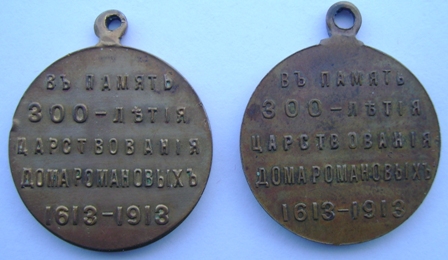 ВЪ ПАМЯТЬ
300-ЛѢТІЯ
ЦАРСТВОВАНІЯ
ДОМА РОМАНОВЫХЪ
1613-1913
ВЪ ПАМЯТЬ
300-ЛѢТІЯ
ЦАРСТВОВАНІЯ
ДОМА РОМАНОВЫХЪ
1613-1913